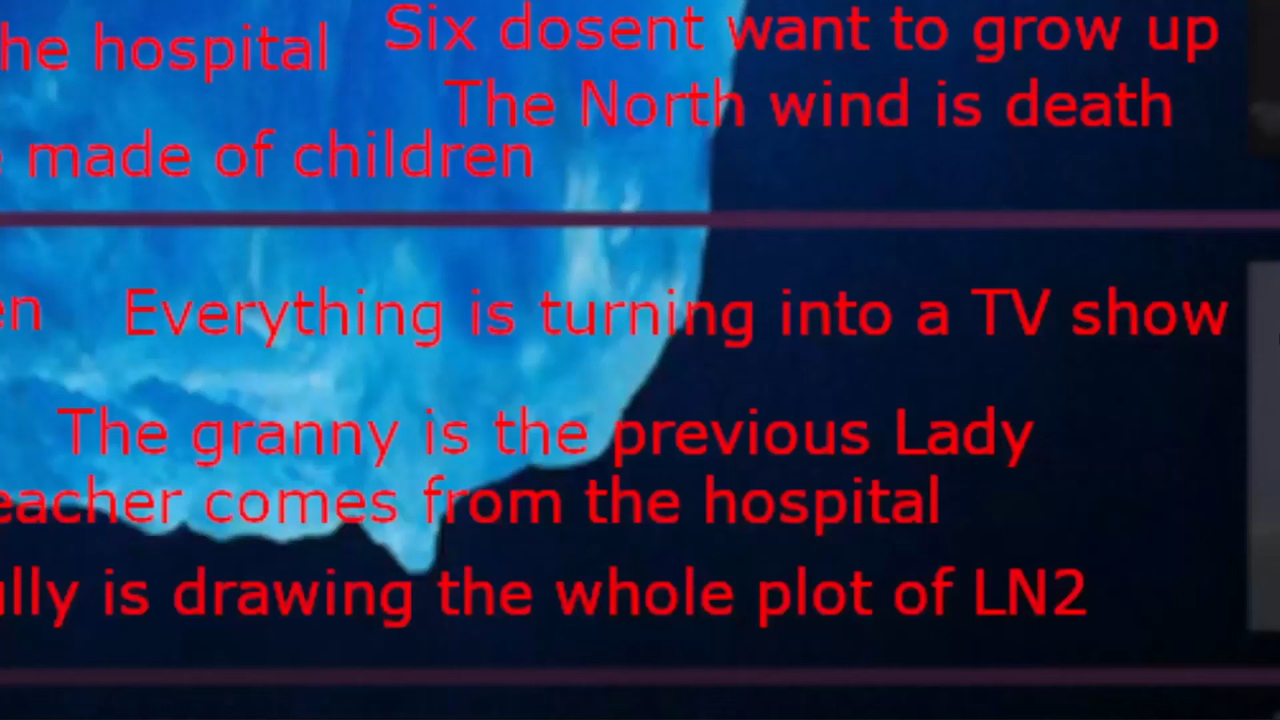 he hospital
Six dosent want to grow up
The North wind is death
made of children
en
Everything is turning into a TV show
The granny is the previous Lady
eacher comes from the hospital
ully is drawing the whole plot of LN2